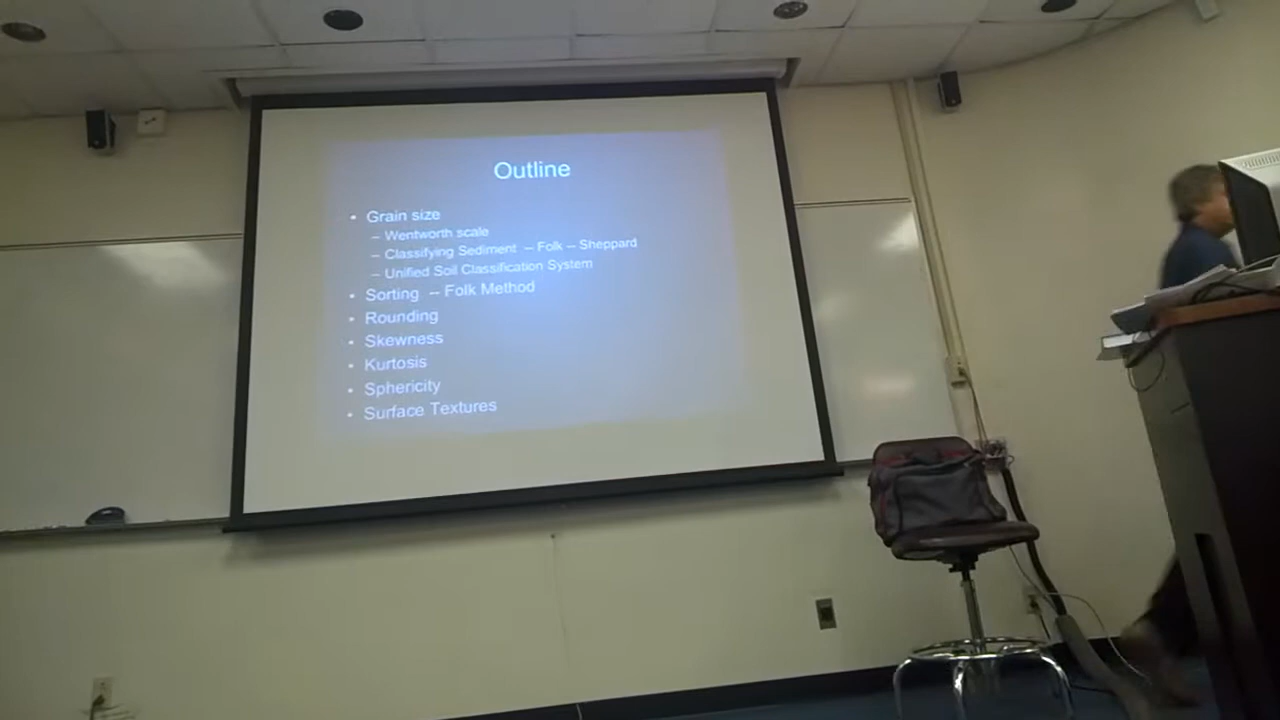 Outline
• Grain size
– Wentworth scale
– Classifying Sediment – Folk – Sheppard
– Unified Soil Classification System
• Sorting – Folk Method
• Rounding
• Skewness
• Kurtosis
• Sphericity
• Surface Textures